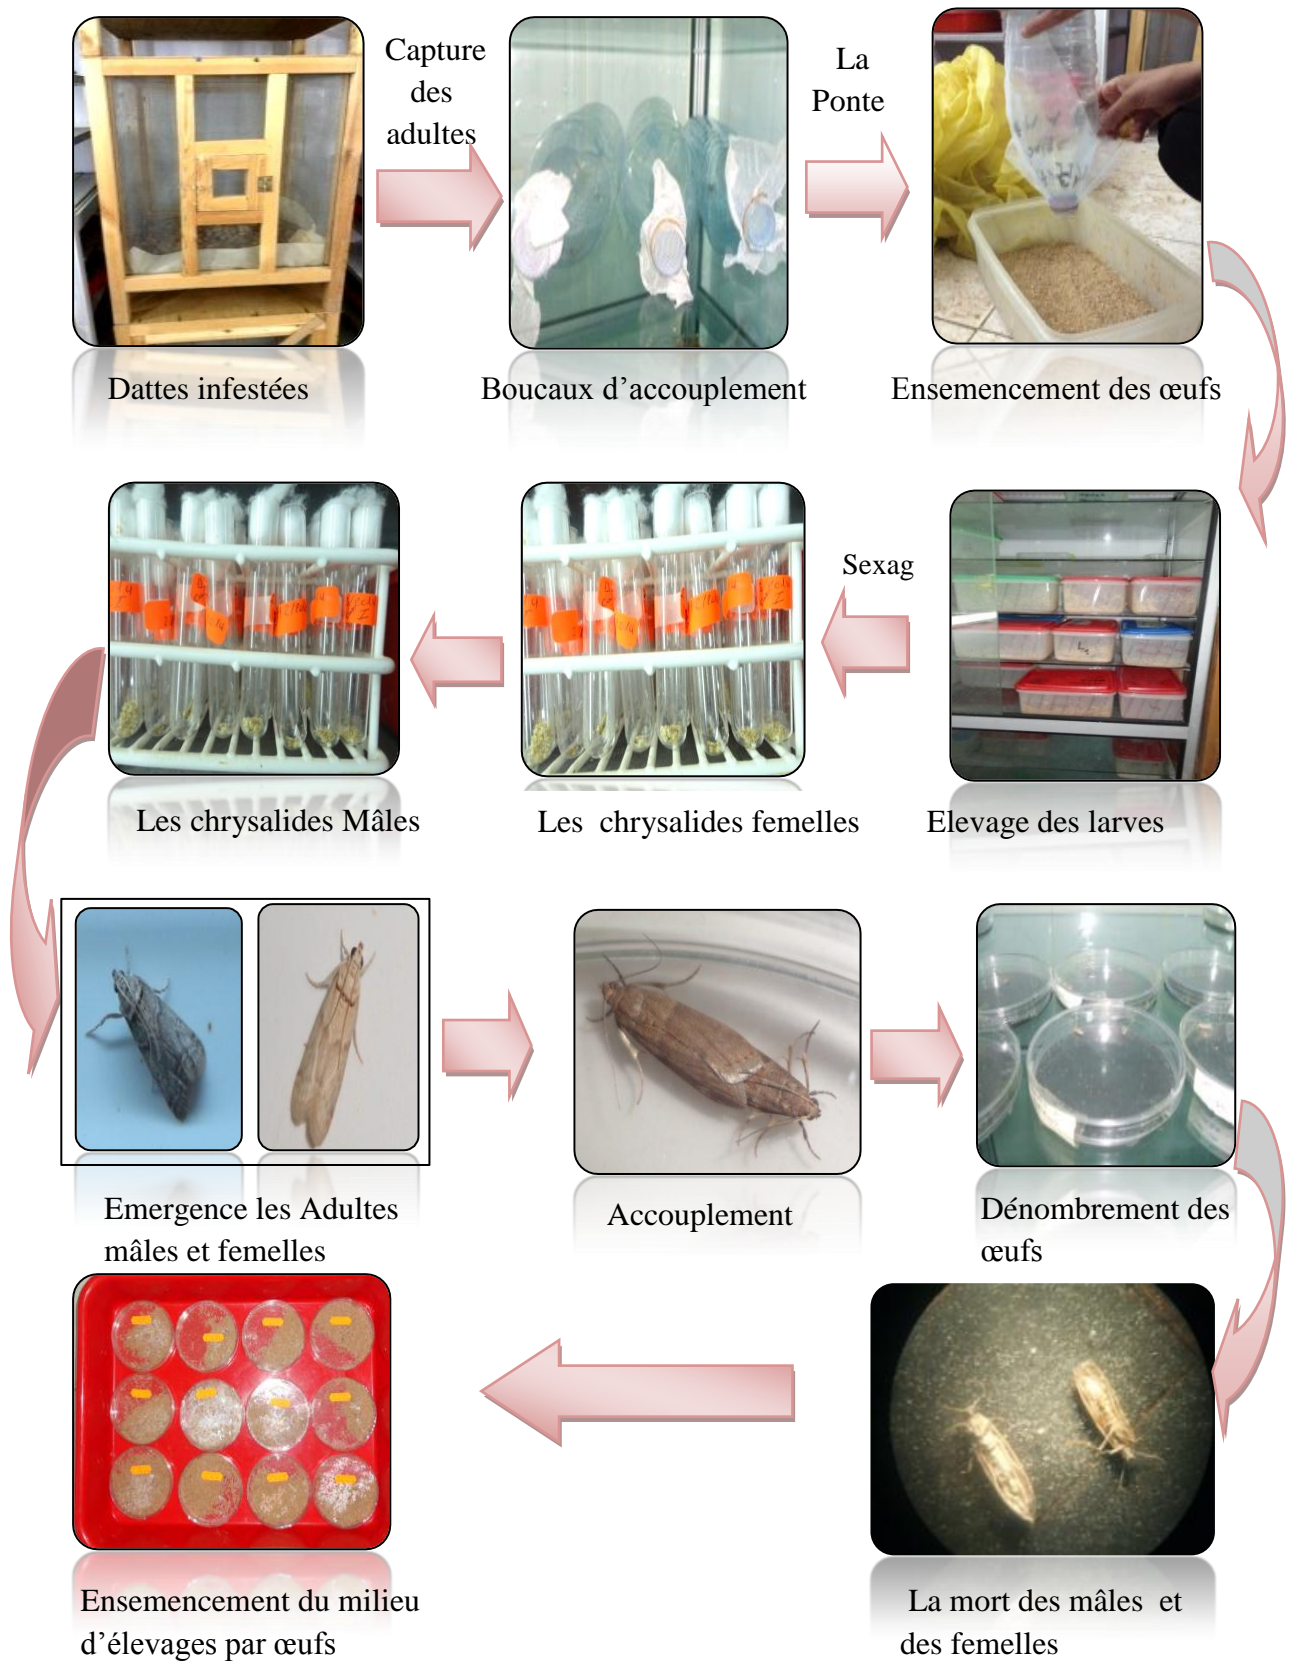 Capture
des
adultes
La
Ponte
Dattes infestées
Boucaux d’accouplement
Ensemencement des œufs
Sexag
Les chrysalides Mâles
Les chrysalides femelles
Elevage des larves
Emergence les Adultes
mâles et femelles
Accouplement
Dénombrement des
œufs
Ensemencement du milieu
d’élevages par œufs
La mort des mâles et
des femelles